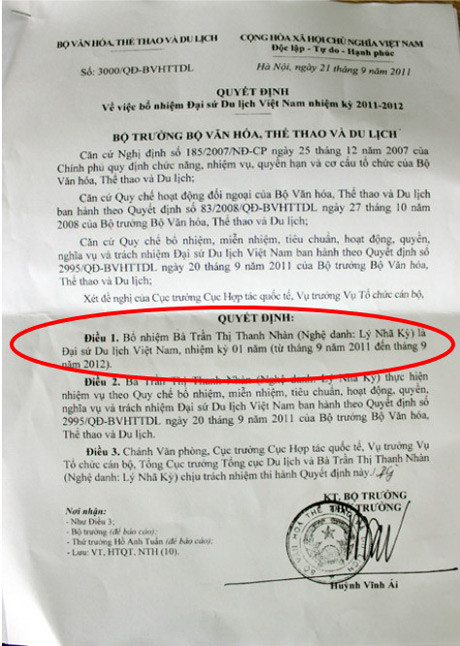 BỘ VĂN HÓA, THỂ THAO VÀ DU LỊCH
CỘNG HÒA XÃ HỘI CHỦ NGHĨA VIỆT NAM
Độc lập - Tự do - Hạnh phúc
Số: 3000/QĐ-BVHTTDL
Hà Nội, ngày 21 tháng 9 năm 2011
QUYẾT ĐỊNH
Về việc bổ nhiệm Đại sứ Du lịch Việt Nam nhiệm kỳ 2011-2012
BỘ TRƯỞNG BỘ VĂN HÓA, THỂ THAO VÀ DU LỊCH
Căn cứ Nghị định số 185/2007/NĐ-CP ngày 25 tháng 12 năm 2007 của
Chính phủ quy định chức năng, nhiệm vụ, quyền hạn và cơ cấu tổ chức của Bộ
Văn hóa, Thể thao và Du lịch;
Căn cứ Quy chế hoạt động đối ngoại của Bộ Văn hóa, Thể thao và Du lịch
ban hành theo Quyết định số 83/2008/QĐ-BVHTTDL ngày 27 tháng 10 năm
2008 của Bộ trưởng Bộ Văn hóa, Thể thao và Du lịch;
Căn cứ Quy chế bổ nhiệm, miễn nhiệm, tiêu chuẩn, hoạt động, quyền,
nghĩa vụ và trách nhiệm Đại sứ Du lịch Việt Nam ban hành theo Quyết định số
2995/QĐ-BVHTTDL ngày 20 tháng 9 năm 2011 của Bộ trưởng Bộ Văn hóa,
Thể thao và Du lịch;
Xét đề nghị của Cục trưởng Cục Hợp tác quốc tế, Vụ trưởng Vụ Tổ chức cán bộ,
QUYẾT ĐỊNH:
Điều 1. Bổ nhiệm Bà Trần Thị Thanh Nhàn (Nghệ danh: Lý Nhã Kỳ) là
Đại sứ Du lịch Việt Nam, nhiệm kỳ 01 năm (từ tháng 9 năm 2011 đến tháng 9
năm 2012).
Điều 2. Bà Trần Thị Thanh Nhàn (Nghệ danh: Lý Nhã Kỳ) thực hiện
nhiệm vụ theo Quy chế bổ nhiệm, miễn nhiệm, tiêu chuẩn, hoạt động, quyền,
nghĩa vụ và trách nhiệm Đại sứ Du lịch Việt Nam ban hành theo Quyết định số
2995/QĐ-BVHTTDL ngày 20 tháng 9 năm 2011 của Bộ trưởng Bộ Văn hóa,
Thể thao và Du lịch.
Điều 3. Chánh Văn phòng, Cục trưởng Cục Hợp tác quốc tế, Vụ trưởng Vụ
Tổ chức cán bộ, Tổng Cục trưởng Tổng cục Du lịch và Bà Trần Thị Thanh Nhàn
(Nghệ danh: Lý Nhã Kỳ) chịu trách nhiệm thi hành Quyết định này./.
Nơi nhận:
- Như Điều 3;
- Bộ trưởng (để báo cáo);
- Thứ trưởng Hồ Anh Tuấn (để báo cáo);
- Lưu: VT, HTQT, NTH (10).
KT. BỘ TRƯỞNG
TRƯỞNG
Huỳnh Vĩnh Ái